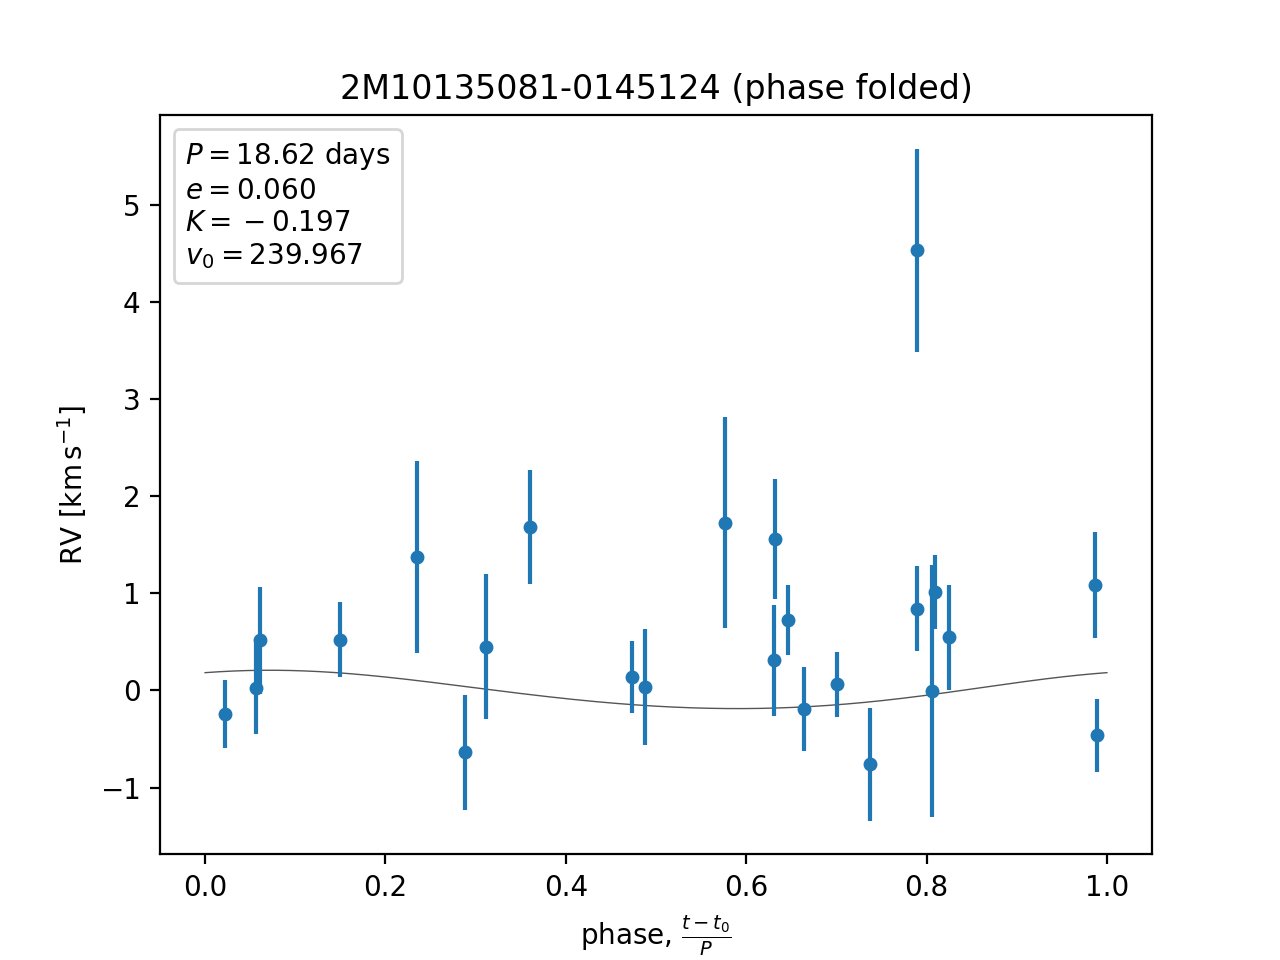 2M10135081-0145124 (phase folded)
P = 18.62 days
e = 0.060
K = −0.197
v₀ = 239.967
RV [km s⁻¹]
5
4
3
2
1
0
−1
0.0 0.2 0.4 0.6 0.8 1.0
phase, (t − t₀)/P